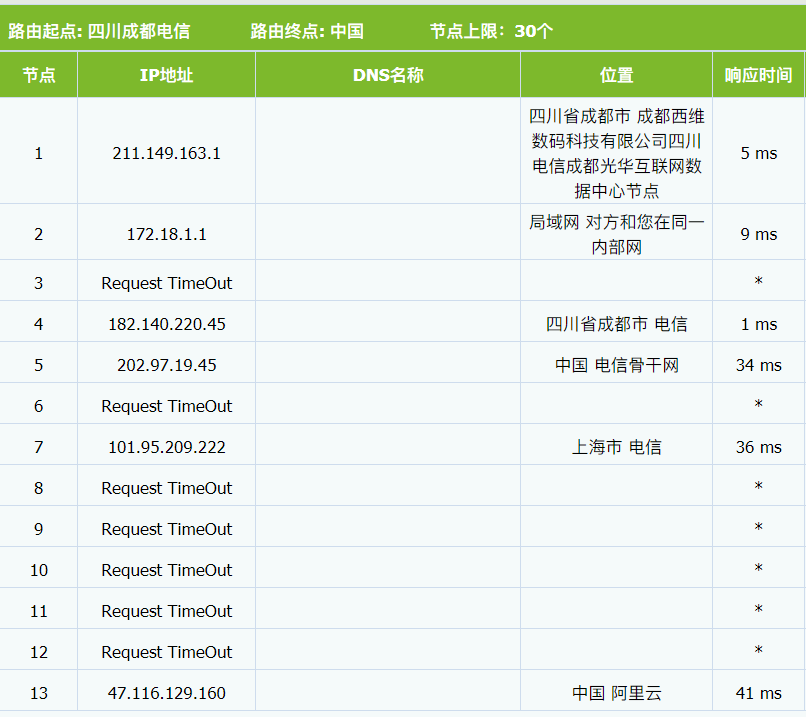 路由起点: 四川成都电信 路由终点: 中国 节点上限：30个
节点 IP地址 DNS名称 位置 响应时间
1 211.149.163.1 四川省成都市 成都西维
数码科技有限公司四川
电信成都光华互联网数
据中心节点 5 ms
2 172.18.1.1 局域网 对方和您在同一
内部网 9 ms
3 Request TimeOut *
4 182.140.220.45 四川省成都市 电信 1 ms
5 202.97.19.45 中国 电信骨干网 34 ms
6 Request TimeOut *
7 101.95.209.222 上海市 电信 36 ms
8 Request TimeOut *
9 Request TimeOut *
10 Request TimeOut *
11 Request TimeOut *
12 Request TimeOut *
13 47.116.129.160 中国 阿里云 41 ms